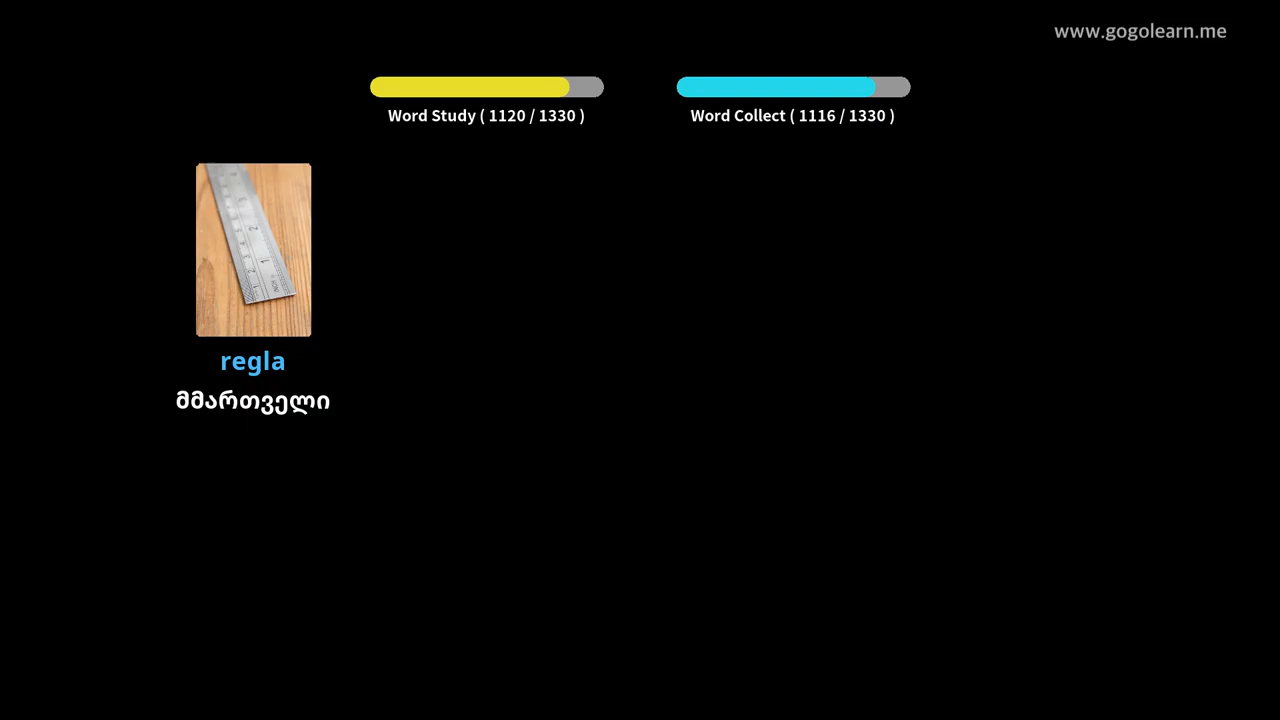 www.gogolearn.me
Word Study ( 1120 / 1330 )
Word Collect ( 1116 / 1330 )
regla
მმართველი